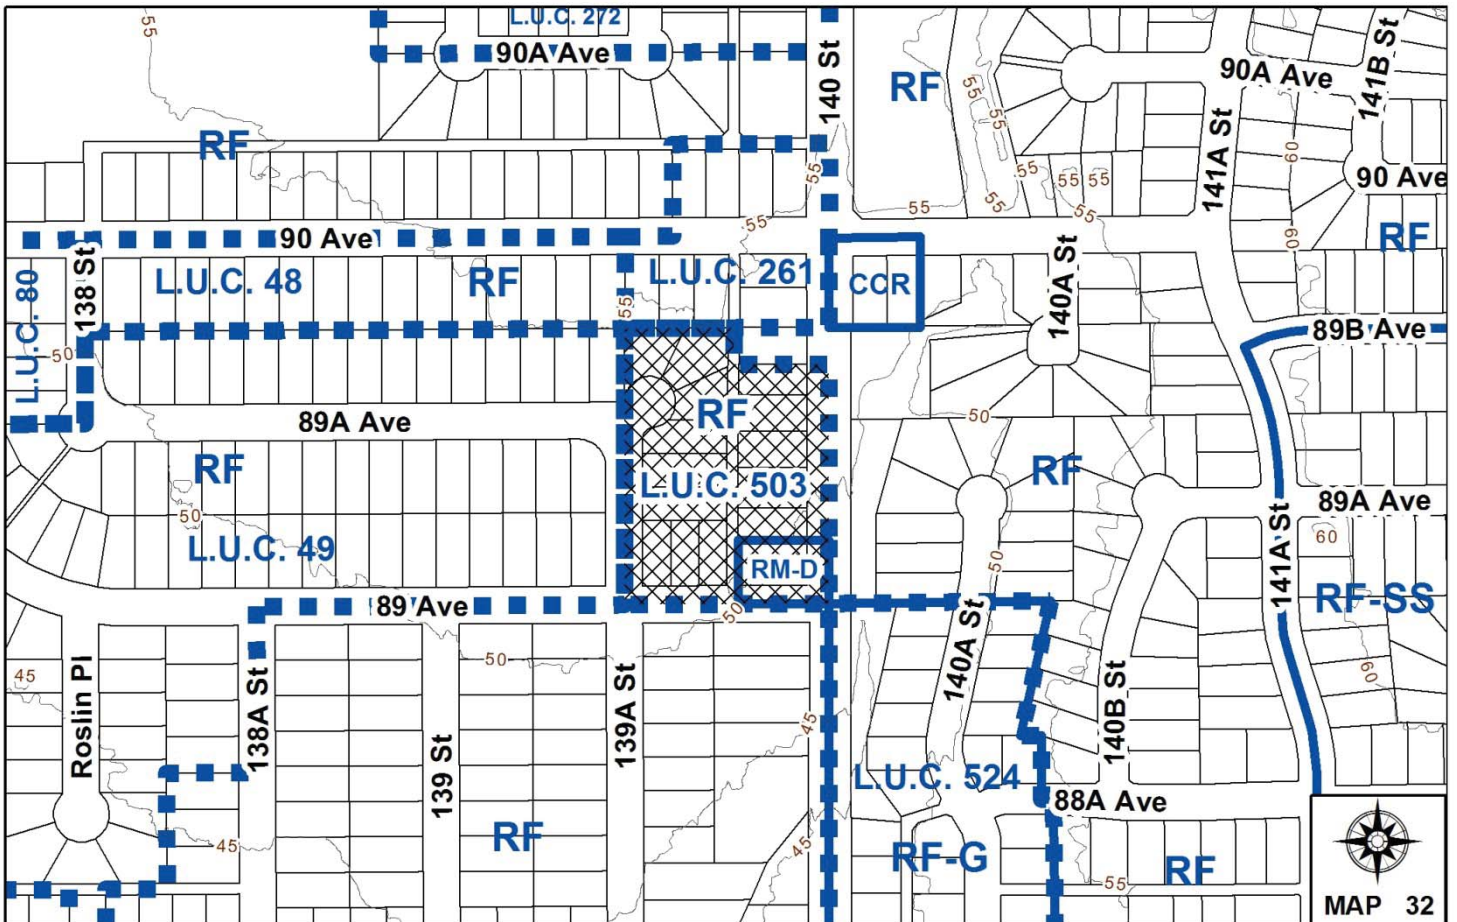 55
L.U.C. 272
90A Ave
140 St
RF
55
55
90A Ave
141B St
RF
141A St
60
55
55
55
55
90 Ave
55
55
55
55
90 Ave
60
RF
138 St
L.U.C. 80
L.U.C. 48
RF
55
L.U.C. 261
CCR
140A St
89B Ave
50
89A Ave
RF
50
RF
RF
L.U.C. 503
89A Ave
50
L.U.C. 49
50
60
141A St
RM-D
RF-SS
89 Ave
50
140A St
50
45
Roslin Pl
138A St
139 St
139A St
45
140B St
60
L.U.C. 524
88A Ave
RF
45
45
RF-G
RF
55
MAP 32